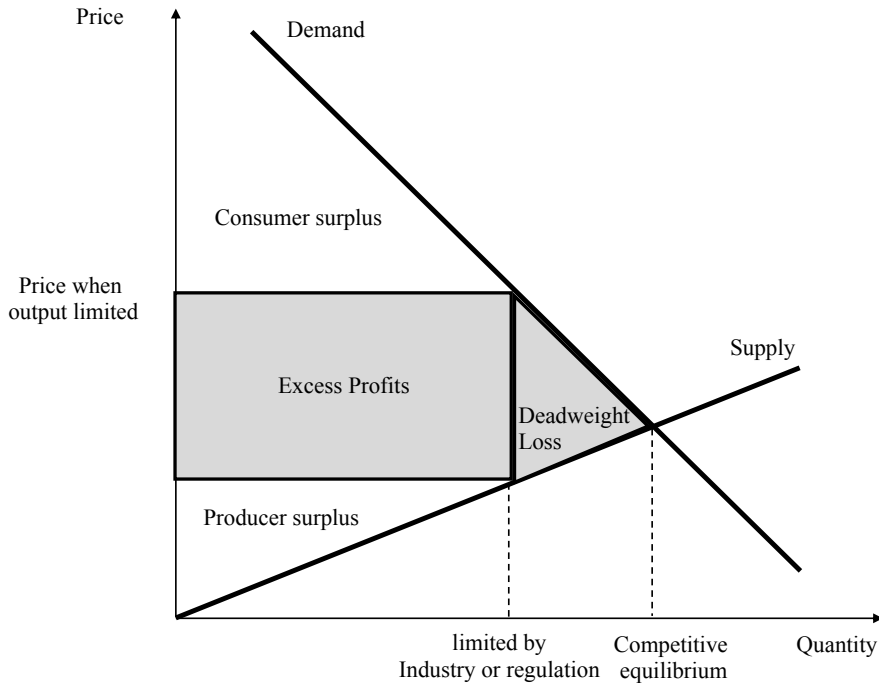 Price
Demand
Consumer surplus
Price when
output limited
Supply
Excess Profits
Deadweight
Loss
Producer surplus
limited by
Industry or regulation
Competitive
equilibrium
Quantity